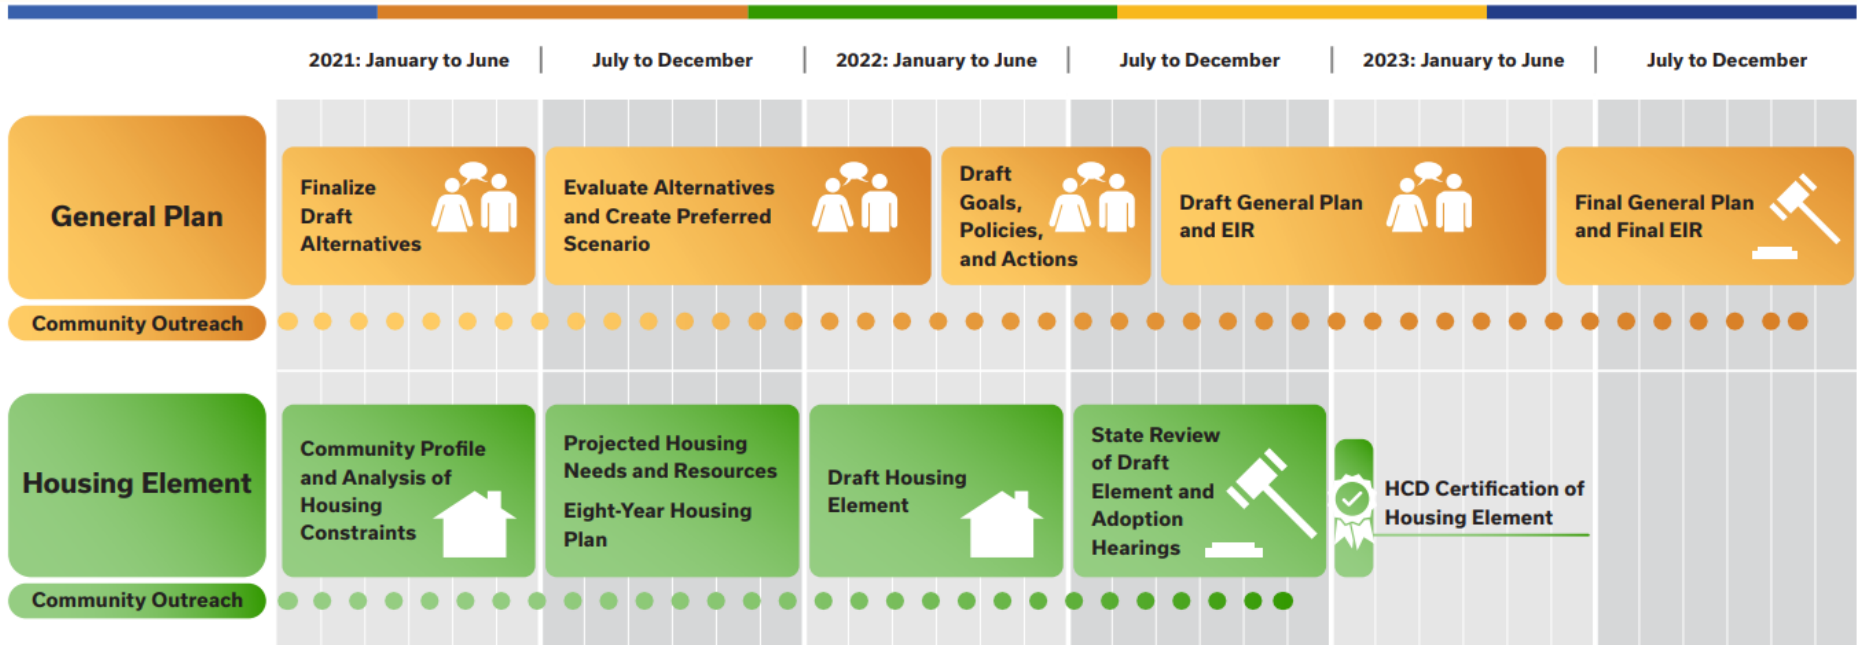 2021: January to June
July to December
2022: January to June
July to December
2023: January to June
July to December
General Plan
Finalize
Draft
Alternatives
Evaluate Alternatives
and Create Preferred
Scenario
Draft
Goals,
Policies,
and Actions
Draft General Plan
and EIR
Final General Plan
and Final EIR
Community Outreach
Housing Element
Community Profile
and Analysis of
Housing
Constraints
Projected Housing
Needs and Resources
Eight-Year Housing
Plan
Draft Housing
Element
State Review
of Draft
Element and
Adoption
Hearings
HCD Certification of
Housing Element
Community Outreach